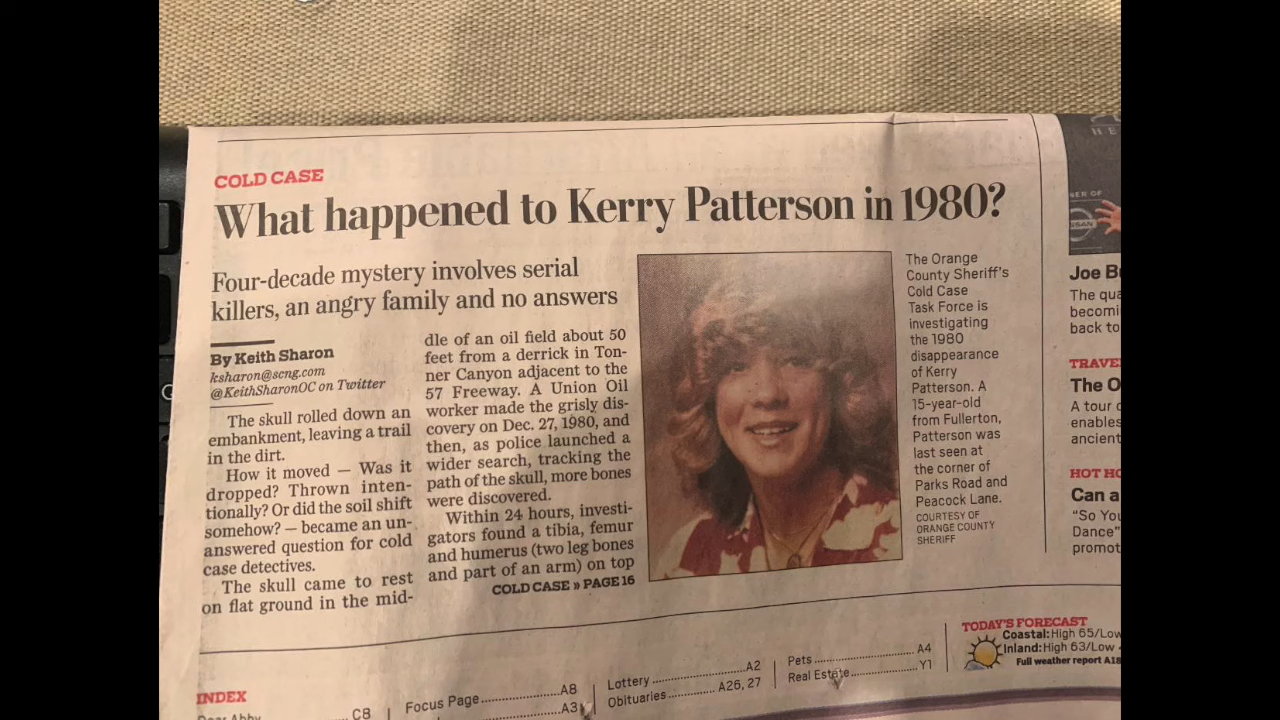 COLD CASE
What happened to Kerry Patterson in 1980?
Four-decade mystery involves serial
killers, an angry family and no answers
By Keith Sharon
ksharon@scng.com
@KeithSharonOC on Twitter
The skull rolled down an
embankment, leaving a trail
in the dirt.
How it moved — Was it
dropped? Thrown inten-
tionally? Or did the soil shift
somehow? — became an un-
answered question for cold
case detectives.
The skull came to rest
on flat ground in the mid-
dle of an oil field about 50
feet from a derrick in Ton-
ner Canyon adjacent to the
57 Freeway. A Union Oil
worker made the grisly dis-
covery on Dec. 27, 1980, and
then, as police launched a
wider search, tracking the
path of the skull, more bones
were discovered.
Within 24 hours, investi-
gators found a tibia, femur
and humerus (two leg bones
and part of an arm) on top
COLD CASE » PAGE 16
The Orange
County Sheriff's
Cold Case
Task Force is
investigating
the 1980
disappearance
of Kerry
Patterson. A
15-year-old
from Fullerton,
Patterson was
last seen at
the corner of
Parks Road and
Peacock Lane.
COURTESY OF
ORANGE COUNTY
SHERIFF
Joe B
The qua
becomi
back to
TRAVE
The O
A tour
enables
ancient
HOT HO
Can a
"So You
Dance"
promot
INDEX
Dear Abby C8
Focus Page A8
A3
Lottery A2
Obituaries A26, 27
Pets A4
Real Estate Y1
TODAY'S FORECAST
Coastal: High 65/Low
Inland: High 63/Low
Full weather report A18